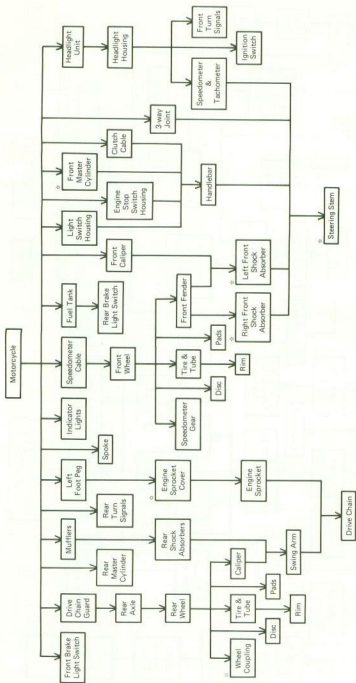 Motorcycle
Front Brake
Light Switch
Drive
Chain
Guard
Rear
Master
Cylinder
Mufflers
Rear
Turn
Signals
Left
Foot Peg
Spoke
Indicator
Lights
Speedometer
Cable
Fuel Tank
Front
Caliper
Light
Switch
Housing
Front
Master
Cylinder
Clutch
Cable
3-way
Joint
Headlight
Unit
Rear
Axle
Rear
Shock
Absorbers
Engine
Sprocket
Cover
Front
Wheel
Rear Brake
Light Switch
Engine
Stop
Switch Housing
Headlight
Housing
Rear
Wheel
Handlebar
Wheel
Coupling
Disc
Tire &
Tube
Pads
Caliper
Engine
Sprocket
Speedometer
Gear
Disc
Tire &
Tube
Pads
Front Fender
Speedometer
&
Tachometer
Front
Turn
Signals
Ignition
Switch
Rim
Swing Arm
Rim
Right Front
Shock
Absorber
Left Front
Shock
Absorber
Drive Chain
Steering Stem